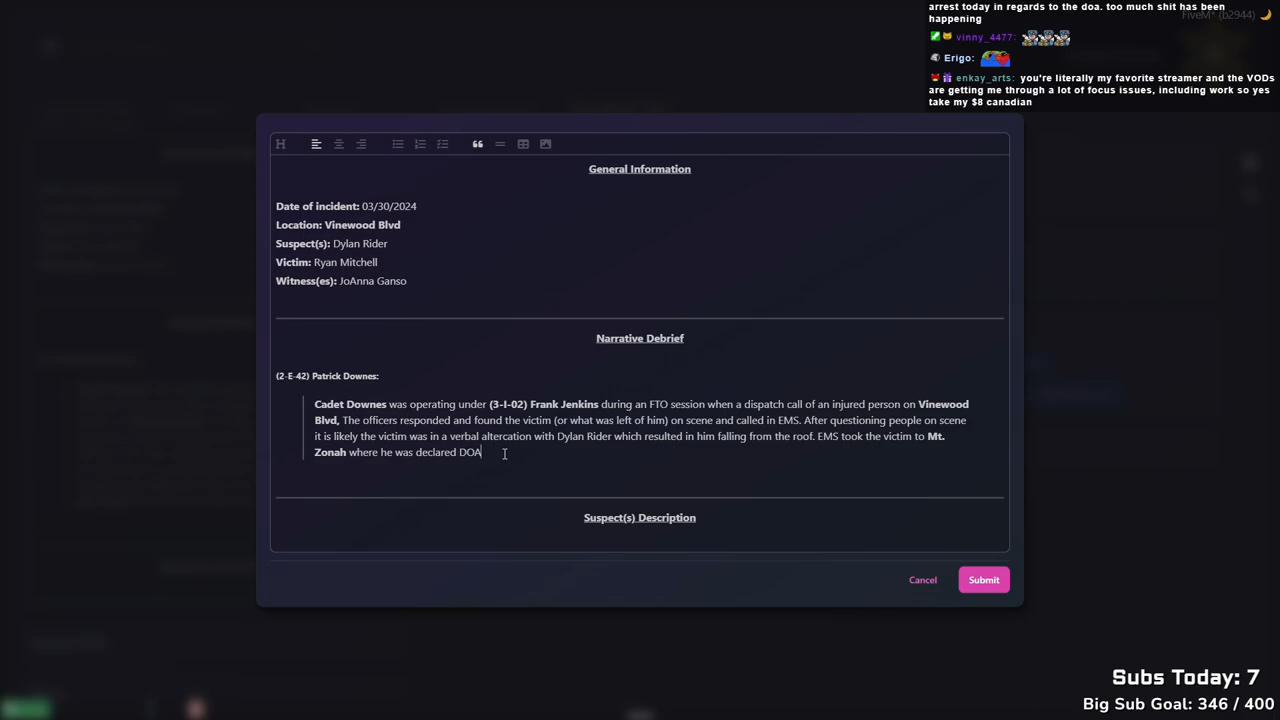 arrest today in regards to the doa. too much shit has been
happening
FiveM® (b2944)
vinny_4477:
Erigo:
enkay_arts: you're literally my favorite streamer and the VODs
are getting me through a lot of focus issues, including work so yes
take my $8 canadian
H
General Information
Date of incident: 03/30/2024
Location: Vinewood Blvd
Suspect(s): Dylan Rider
Victim: Ryan Mitchell
Witness(es): JoAnna Ganso
Narrative Debrief
(2-E-42) Patrick Downes:
Cadet Downes was operating under (3-I-02) Frank Jenkins during an FTO session when a dispatch call of an injured person on Vinewood
Blvd, The officers responded and found the victim (or what was left of him) on scene and called in EMS. After questioning people on scene
it is likely the victim was in a verbal altercation with Dylan Rider which resulted in him falling from the roof. EMS took the victim to Mt.
Zonah where he was declared DOA
Suspect(s) Description
Cancel
Submit
Subs Today: 7
Big Sub Goal: 346 / 400